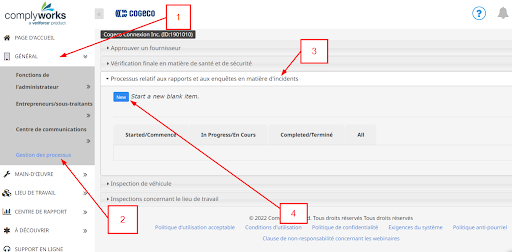 complyworks
a veriforce product
COGECO
Cogeco Connexion Inc. (ID:1901010)
1
PAGE D'ACCUEIL
GÉNÉRAL
Fonctions de
l'administrateur
Entrepreneurs/sous-traitants
Centre de communications
Gestion des processus
MAIN-D'ŒUVRE
LIEU DE TRAVAIL
CENTRE DE RAPPORT
À DÉCOUVRIR
SUPPORT EN LIGNE
2
Approuver un fournisseur
Vérification finale en matière de santé et de sécurité
3
Processus relatif aux rapports et aux enquêtes en matière d'incidents
New Start a new blank item.
Started/Commencé In Progress/En Cours Completed/Terminé All
Inspection de véhicule
Inspections concernant le lieu de travail
4
© 2022 Ltd. Tous droits réservés Tous droits réservés
Politique d'utilisation acceptable Conditions d'utilisation Politique de confidentialité Exigences du système Politique anti-pourriel
Clause de non-responsabilité concernant les webinaires